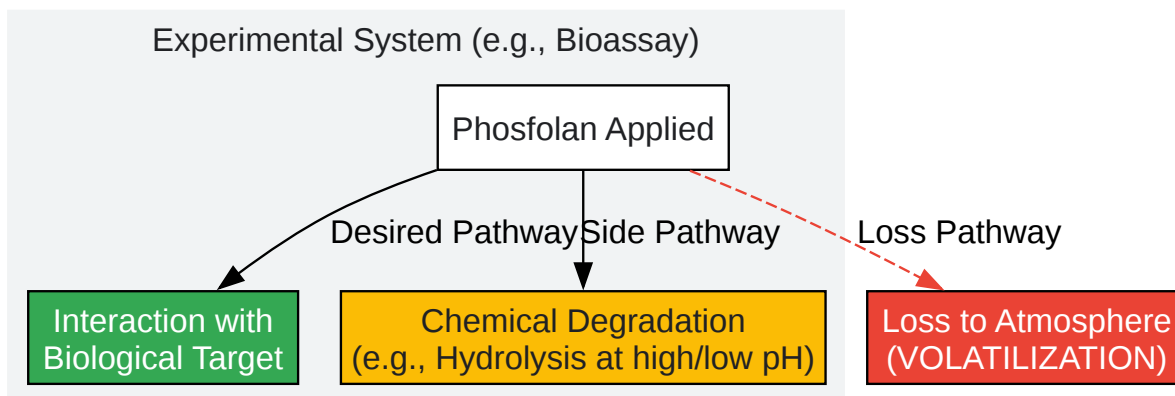 Experimental System (e.g., Bioassay)
Phosfolan Applied
Desired Pathway
Side Pathway
Loss Pathway
Interaction with
Biological Target
Chemical Degradation
(e.g., Hydrolysis at high/low pH)
Loss to Atmosphere
(VOLATILIZATION)